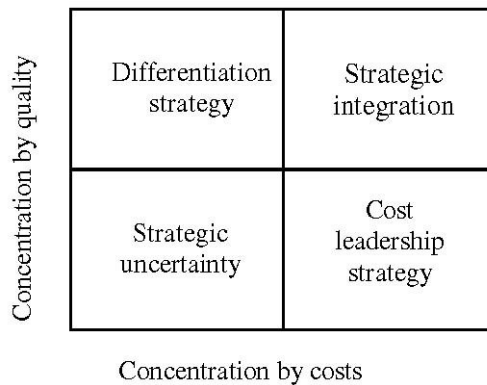 Concentration by quality
Differentiation
strategy
Strategic
integration
Strategic
uncertainty
Cost
leadership
strategy
Concentration by costs